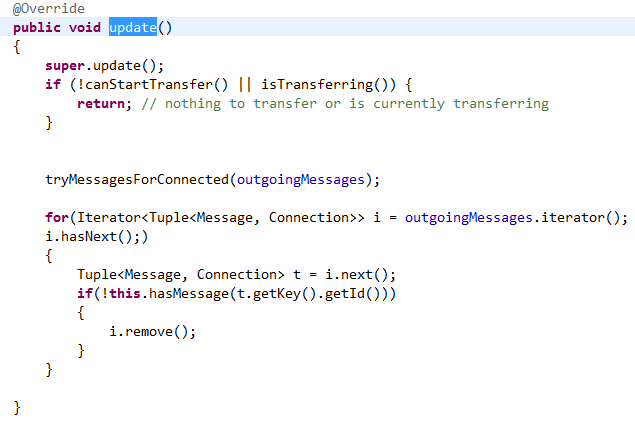 @Override
public void update()
{
super.update();
if (!canStartTransfer() || isTransferring()) {
return; // nothing to transfer or is currently transferring
}
tryMessagesForConnected(outgoingMessages);
for(Iterator<Tuple<Message, Connection>> i = outgoingMessages.iterator();
i.hasNext();)
{
Tuple<Message, Connection> t = i.next();
if(!this.hasMessage(t.getKey().getId()))
{
i.remove();
}
}
}